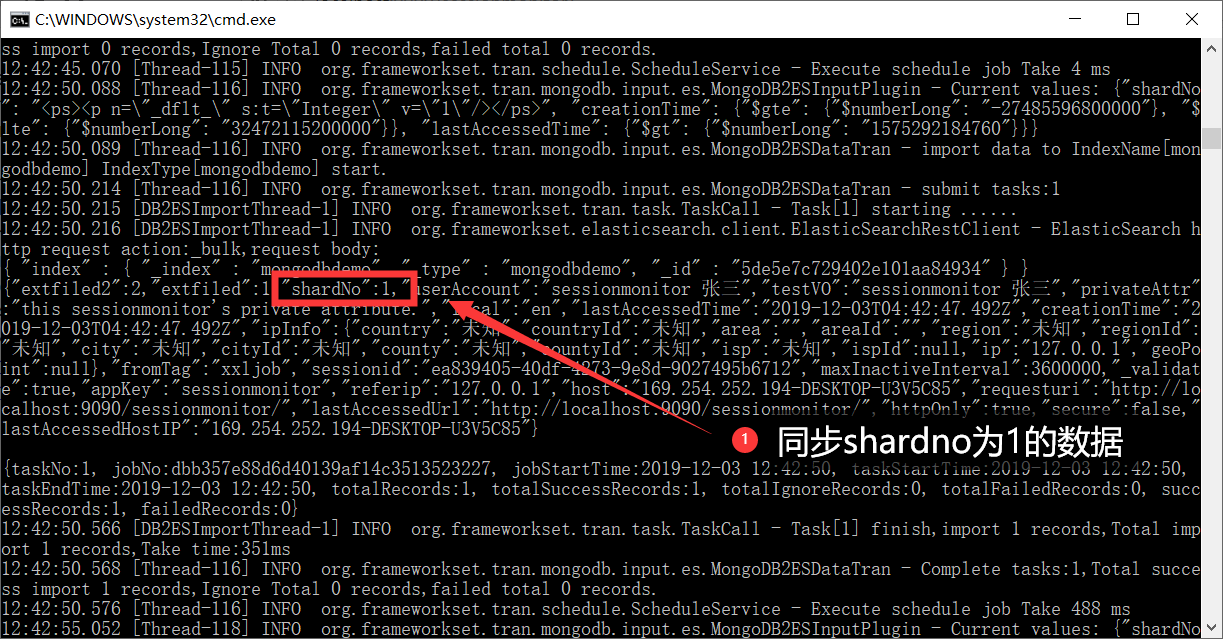 C:\WINDOWS\system32\cmd.exe
ss import 0 records,Ignore Total 0 records,failed total 0 records.
12:42:45.070 [Thread-115] INFO  org.frameworkset.tran.schedule.ScheduleService - Execute schedule job Take 4 ms
12:42:50.088 [Thread-116] INFO  org.frameworkset.tran.mongodb.input.es.MongoDB2ESInputPlugin - Current values: {"shardNo
": "<ps><p n=\"_dflt_\" s:t=\"Integer\" v=\"1\"/></ps>", "creationTime": {"$gte": {"$numberLong": "-27485596800000"}, "$
lte": {"$numberLong": "32472115200000"}}, "lastAccessedTime": {"$gt": {"$numberLong": "1575292184760"}}}
12:42:50.089 [Thread-116] INFO  org.frameworkset.tran.mongodb.input.es.MongoDB2ESDataTran - import data to IndexName[mon
godbdemo] IndexType[mongodbdemo] start.
12:42:50.214 [Thread-116] INFO  org.frameworkset.tran.mongodb.input.es.MongoDB2ESDataTran - submit tasks:1
12:42:50.215 [DB2ESImportThread-1] INFO  org.frameworkset.tran.task.TaskCall - Task[1] starting ......
12:42:50.216 [DB2ESImportThread-1] INFO  org.frameworkset.elasticsearch.client.ElasticSearchRestClient - ElasticSearch h
ttp request action:_bulk,request body:
{ "index" : { "_index" : "mongodbdemo", "_type" : "mongodbdemo", "_id" : "5de5e7c729402e101aa84934" } }
{"extfiled2":2,"extfiled":1,"shardNo":1,"userAccount":"sessionmonitor 张三","testVO":"sessionmonitor 张三","privateAttr"
:"this sessionmonitor's private attribute.","local":"en","lastAccessedTime":"2019-12-03T04:42:47.492Z","creationTime":"2
019-12-03T04:42:47.492Z","ipInfo":{"country":"未知","countryId":"未知","area":"","areaId":"","region":"未知","regionId":
"未知","city":"未知","cityId":"未知","county":"未知","countyId":"未知","isp":"未知","ispId":null,"ip":"127.0.0.1","geoPo
int":null},"fromTag":"xxljob","sessionid":"ea839405-40df-4273-9e8d-9027495b6712","maxInactiveInterval":3600000,"_validat
e":true,"appKey":"sessionmonitor","referip":"127.0.0.1","host":"169.254.252.194-DESKTOP-U3V5C85","requesturi":"http://lo
calhost:9090/sessionmonitor/","lastAccessedUrl":"http://localhost:9090/sessionmonitor/","httpOnly":true,"secure":false,"
lastAccessedHostIP":"169.254.252.194-DESKTOP-U3V5C85"}
1 同步shardno为1的数据
{taskNo:1, jobNo:dbb357e88d6d40139af14c3513523227, jobStartTime:2019-12-03 12:42:50, taskStartTime:2019-12-03 12:42:50,
taskEndTime:2019-12-03 12:42:50, totalRecords:1, totalSuccessRecords:1, totalIgnoreRecords:0, totalFailedRecords:0, succ
essRecords:1, failedRecords:0}
12:42:50.566 [DB2ESImportThread-1] INFO  org.frameworkset.tran.task.TaskCall - Task[1] finish,import 1 records,Total imp
ort 1 records,Take time:351ms
12:42:50.568 [Thread-116] INFO  org.frameworkset.tran.mongodb.input.es.MongoDB2ESDataTran - Complete tasks:1,Total succe
ss import 1 records,Ignore Total 0 records,failed total 0 records.
12:42:50.576 [Thread-116] INFO  org.frameworkset.tran.schedule.ScheduleService - Execute schedule job Take 488 ms
12:42:55.052 [Thread-118] INFO  org.frameworkset.tran.mongodb.input.es.MongoDB2ESInputPlugin - Current values: {"shardNo